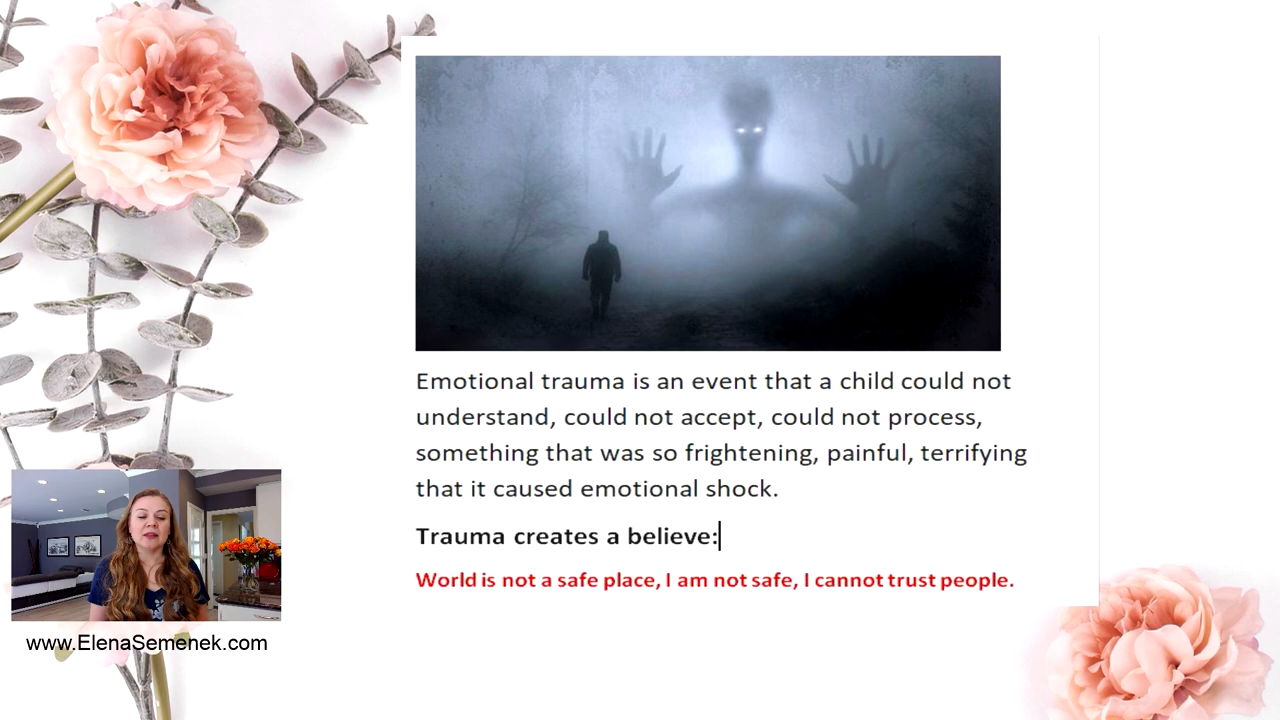 Emotional trauma is an event that a child could not
understand, could not accept, could not process,
something that was so frightening, painful, terrifying
that it caused emotional shock.
Trauma creates a believe:
World is not a safe place, I am not safe, I cannot trust people.
www.ElenaSemenek.com